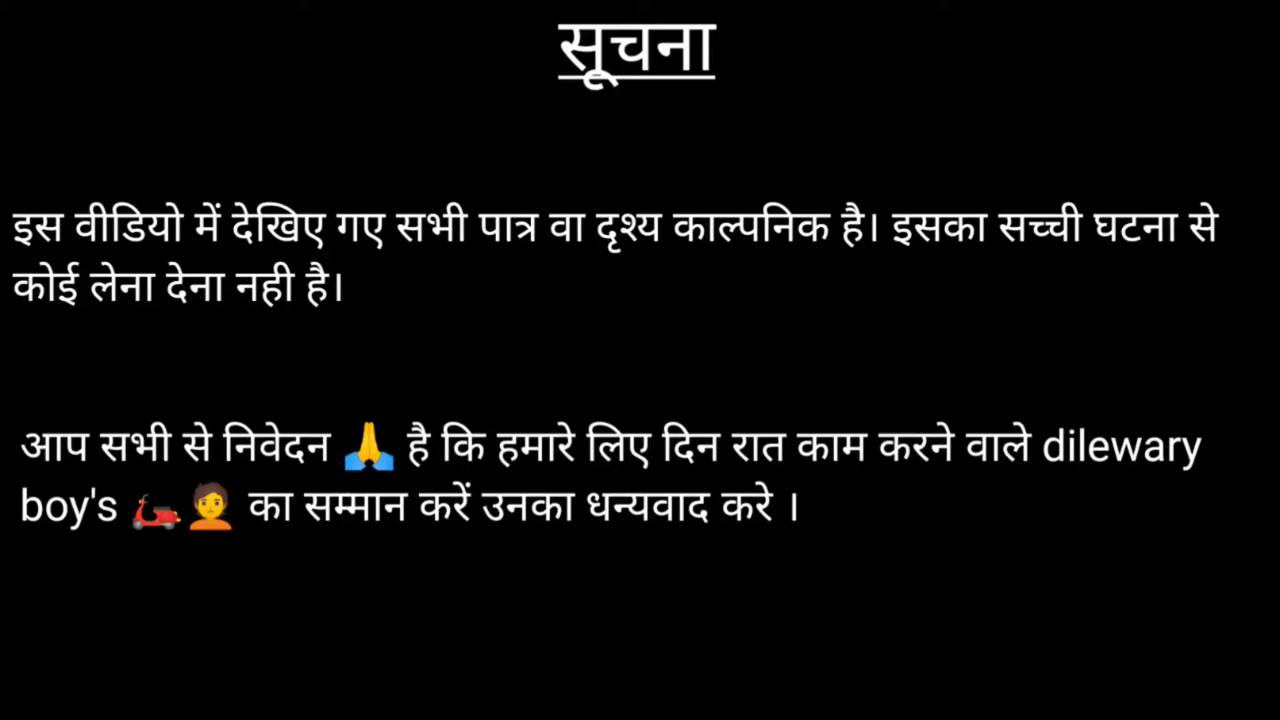 सूचना
इस वीडियो में देखिए गए सभी पात्र वा दृश्य काल्पनिक है। इसका सच्ची घटना से
कोई लेना देना नही है।
आप सभी से निवेदन 🙏 है कि हमारे लिए दिन रात काम करने वाले dilewary
boy's 🛵🙍 का सम्मान करें उनका धन्यवाद करे ।